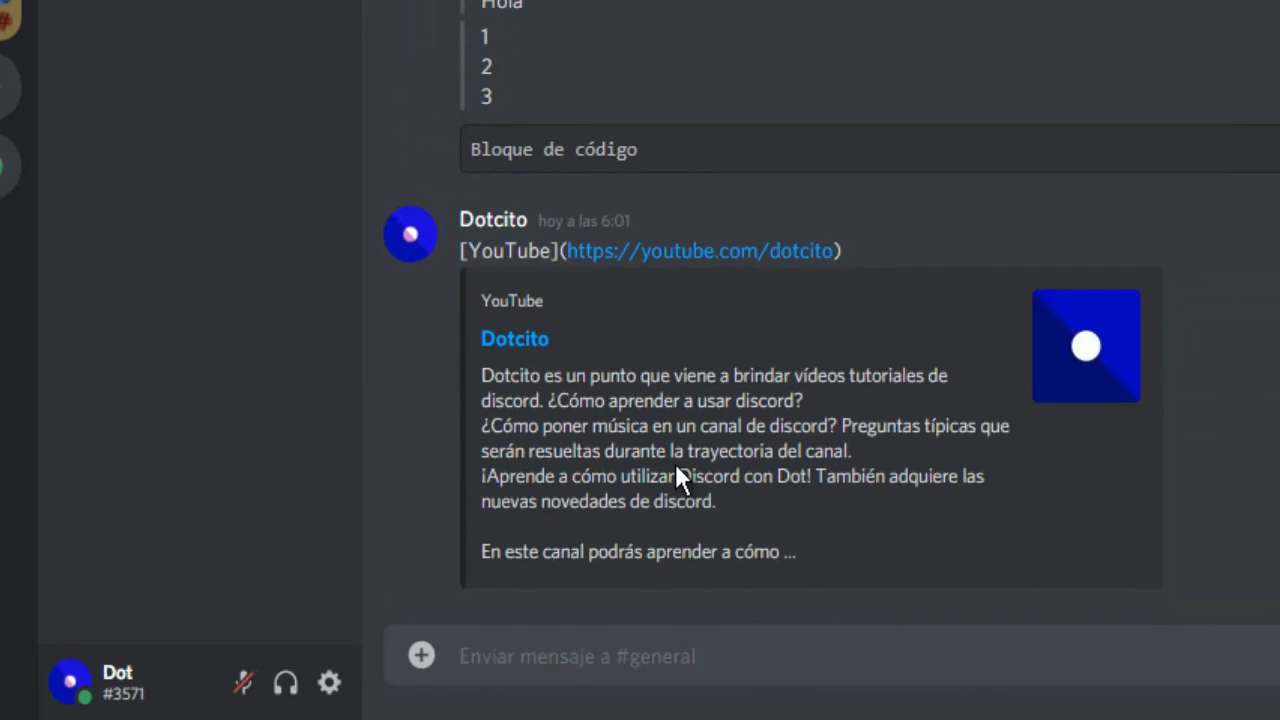 Hola
1
2
3
Bloque de código
Dotcito hoy a las 6:01
[YouTube](https://youtube.com/dotcito)
YouTube
Dotcito
Dotcito es un punto que viene a brindar vídeos tutoriales de
discord. ¿Cómo aprender a usar discord?
¿Cómo poner música en un canal de discord? Preguntas típicas que
serán resueltas durante la trayectoria del canal.
¡Aprende a cómo utilizar Discord con Dot! También adquiere las
nuevas novedades de discord.
En este canal podrás aprender a cómo ...
Enviar mensaje a #general
Dot
#3571